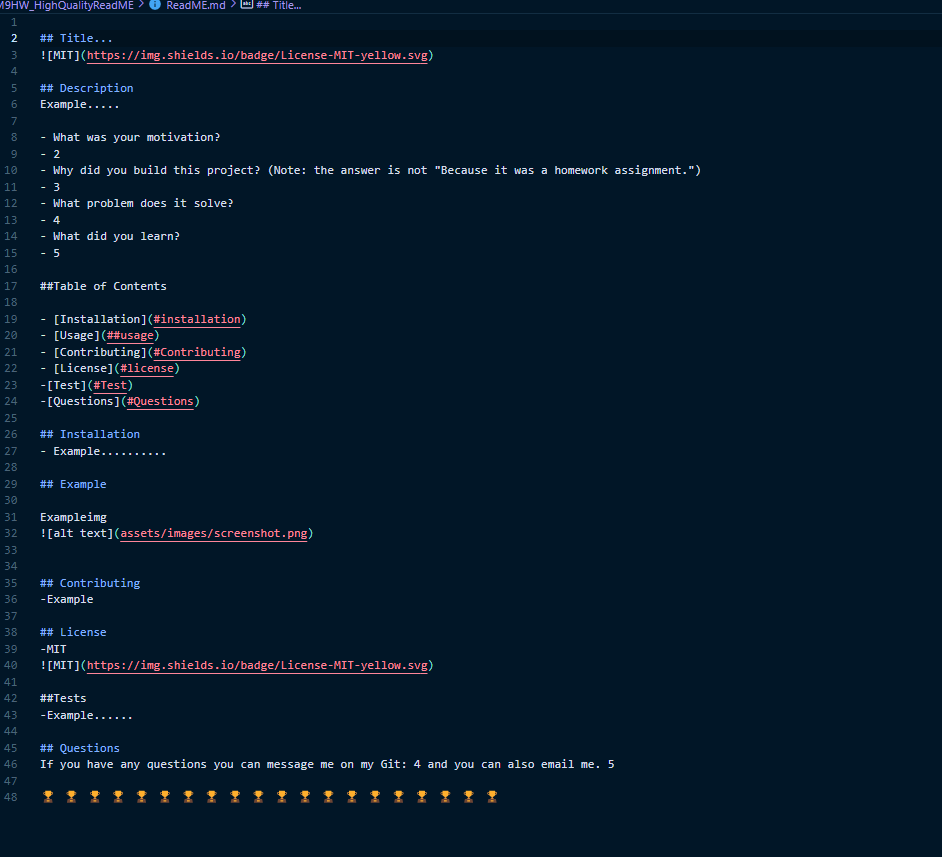 M9HW_HighQualityReadME > ReadME.md > ## Title...
1
2 ## Title...
3 ![MIT](https://img.shields.io/badge/License-MIT-yellow.svg)
4
5 ## Description
6 Example.....
7
8 - What was your motivation?
9 - 2
10 - Why did you build this project? (Note: the answer is not "Because it was a homework assignment.")
11 - 3
12 - What problem does it solve?
13 - 4
14 - What did you learn?
15 - 5
16
17 ##Table of Contents
18
19 - [Installation](#installation)
20 - [Usage](##usage)
21 - [Contributing](#Contributing)
22 - [License](#license)
23 -[Test](#Test)
24 -[Questions](#Questions)
25
26 ## Installation
27 - Example..........
28
29 ## Example
30
31 Exampleimg
32 ![alt text](assets/images/screenshot.png)
33
34
35 ## Contributing
36 -Example
37
38 ## License
39 -MIT
40 ![MIT](https://img.shields.io/badge/License-MIT-yellow.svg)
41
42 ##Tests
43 -Example......
44
45 ## Questions
46 If you have any questions you can message me on my Git: 4 and you can also email me. 5
47
48 🏆 🏆 🏆 🏆 🏆 🏆 🏆 🏆 🏆 🏆 🏆 🏆 🏆 🏆 🏆 🏆 🏆 🏆 🏆 🏆